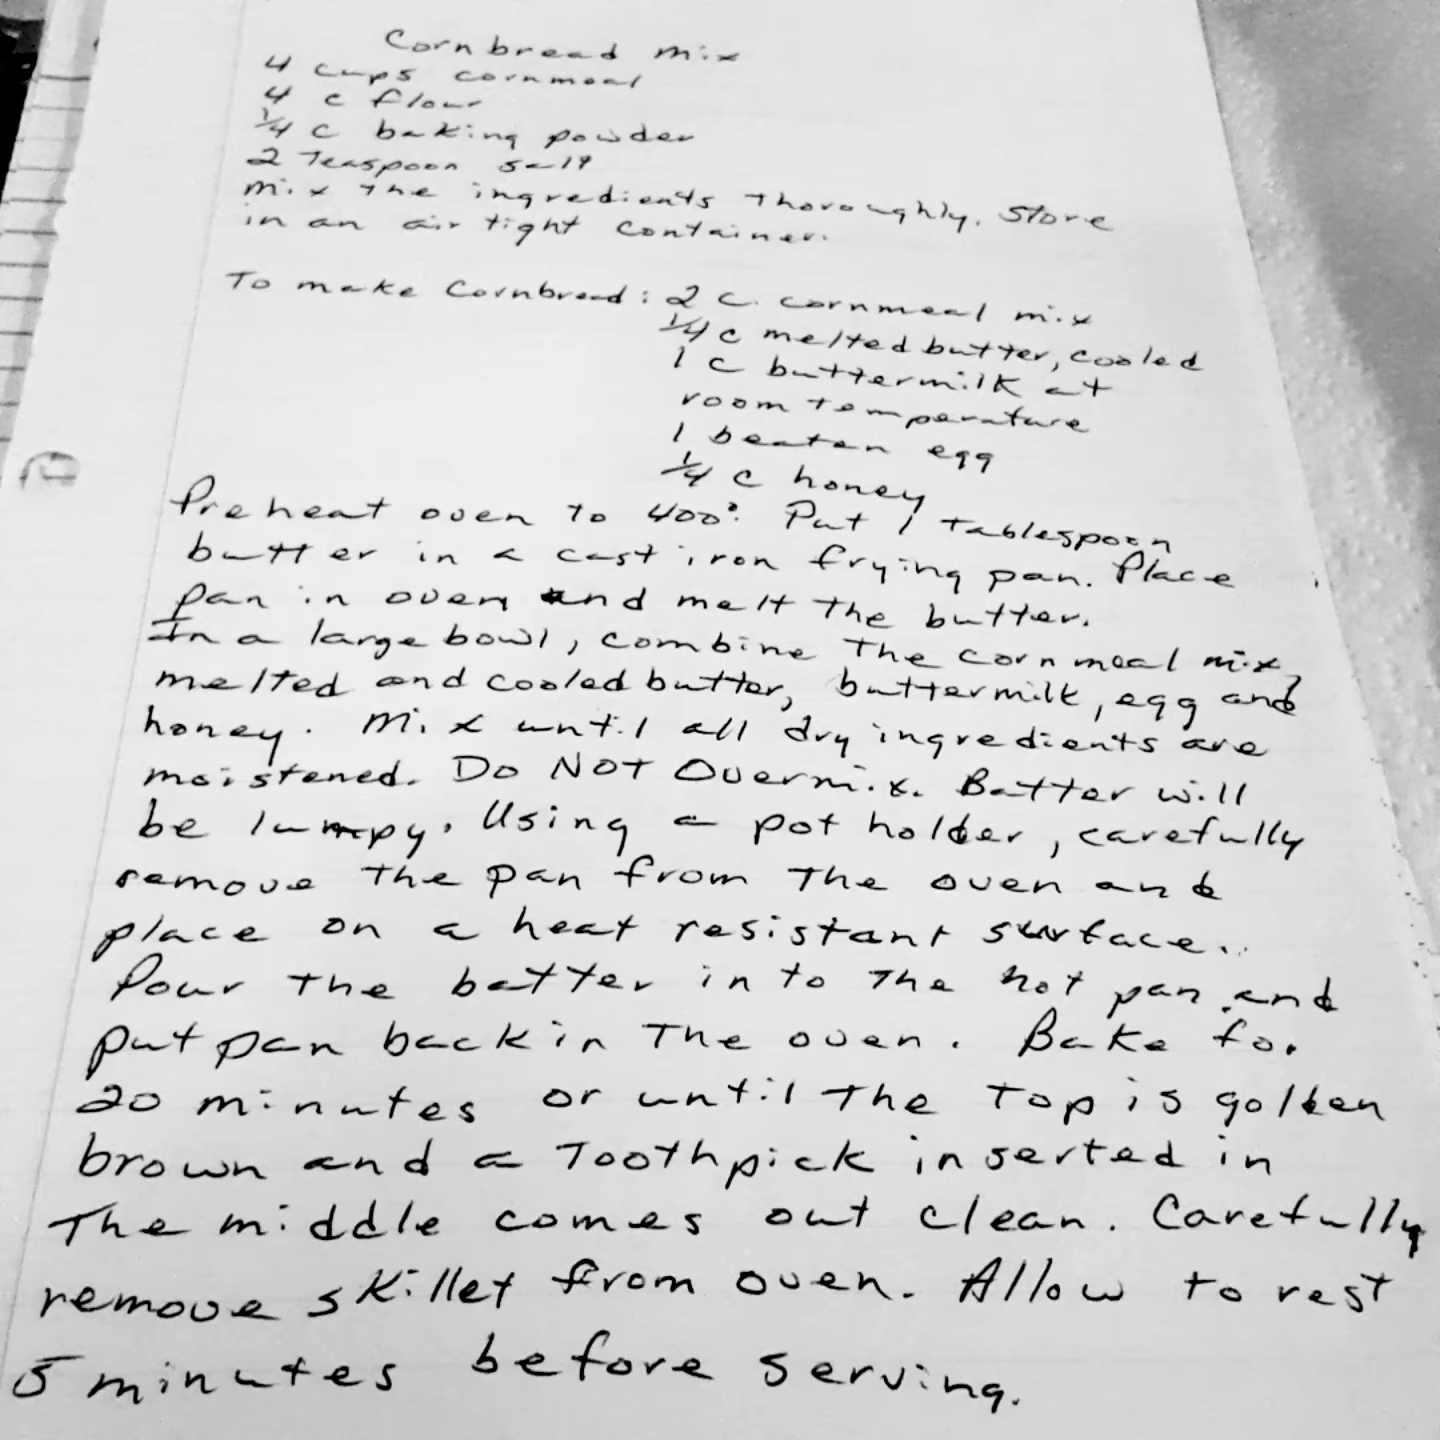 Cornbread mix
4 cups cornmeal
4 c flour
1/4 c baking powder
2 Teaspoon salt
mix the ingredients thoroughly. Store
in an air tight container.
To make Cornbread: 2 c. cornmeal mix
1/4 c melted butter, cooled
1 c buttermilk at
room temperature
1 beaten egg
1/4 c honey
Preheat oven to 400°. Put 1 tablespoon
butter in a cast iron frying pan. Place
pan in oven and melt the butter.
In a large bowl, combine the cornmeal mix,
melted and cooled butter, buttermilk, egg and
honey. Mix until all dry ingredients are
moistened. Do NOT Overmix. Batter will
be lumpy. Using a pot holder, carefully
remove the pan from the oven and
place on a heat resistant surface.
Pour the batter in to the hot pan and
put pan back in the oven. Bake for
20 minutes or until the top is golden
brown and a toothpick inserted in
the middle comes out clean. Carefully
remove skillet from oven. Allow to rest
5 minutes before serving.